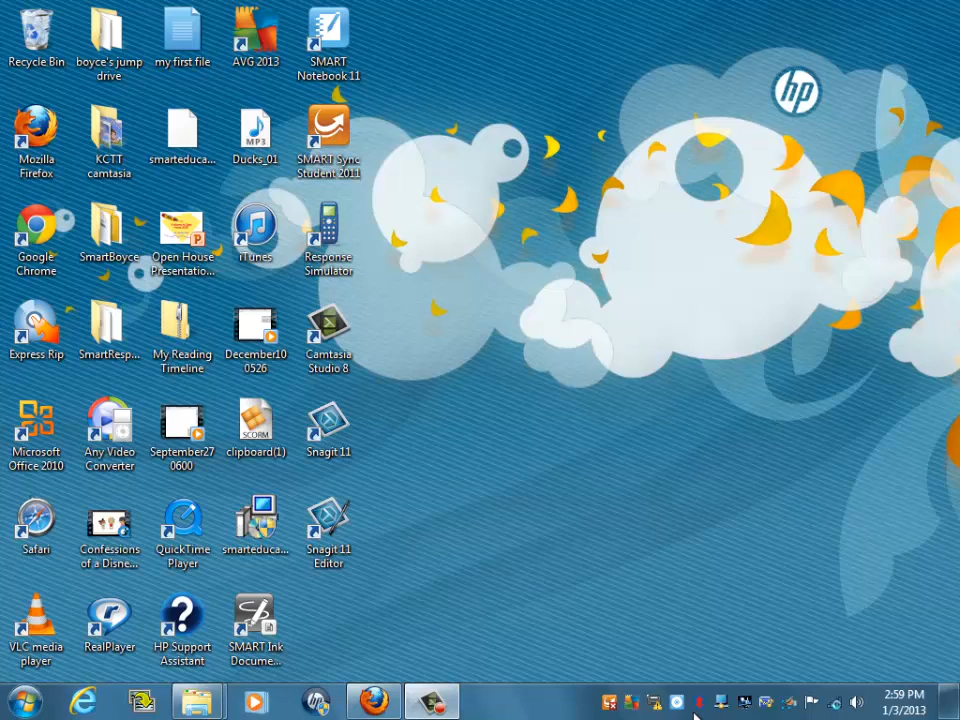 Recycle Bin
boyce's jump
drive
my first file
AVG 2013
SMART
Notebook 11
hp
Mozilla
Firefox
KCTT
camtasia
smarteduca...
MP3
Ducks_01
SMART Sync
Student 2011
Google
Chrome
SmartBoyce
Open House
Presentatio...
iTunes
Response
Simulator
Express Rip
SmartResp...
My Reading
Timeline
December10
0526
Camtasia
Studio 8
Microsoft
Office 2010
Any Video
Converter
September27
0600
SCORM
clipboard(1)
Snagit 11
Safari
Confessions
of a Disne...
QuickTime
Player
smarteduca...
Snagit 11
Editor
VLC media
player
RealPlayer
HP Support
Assistant
SMART Ink
Docume...
2:59 PM
1/3/2013